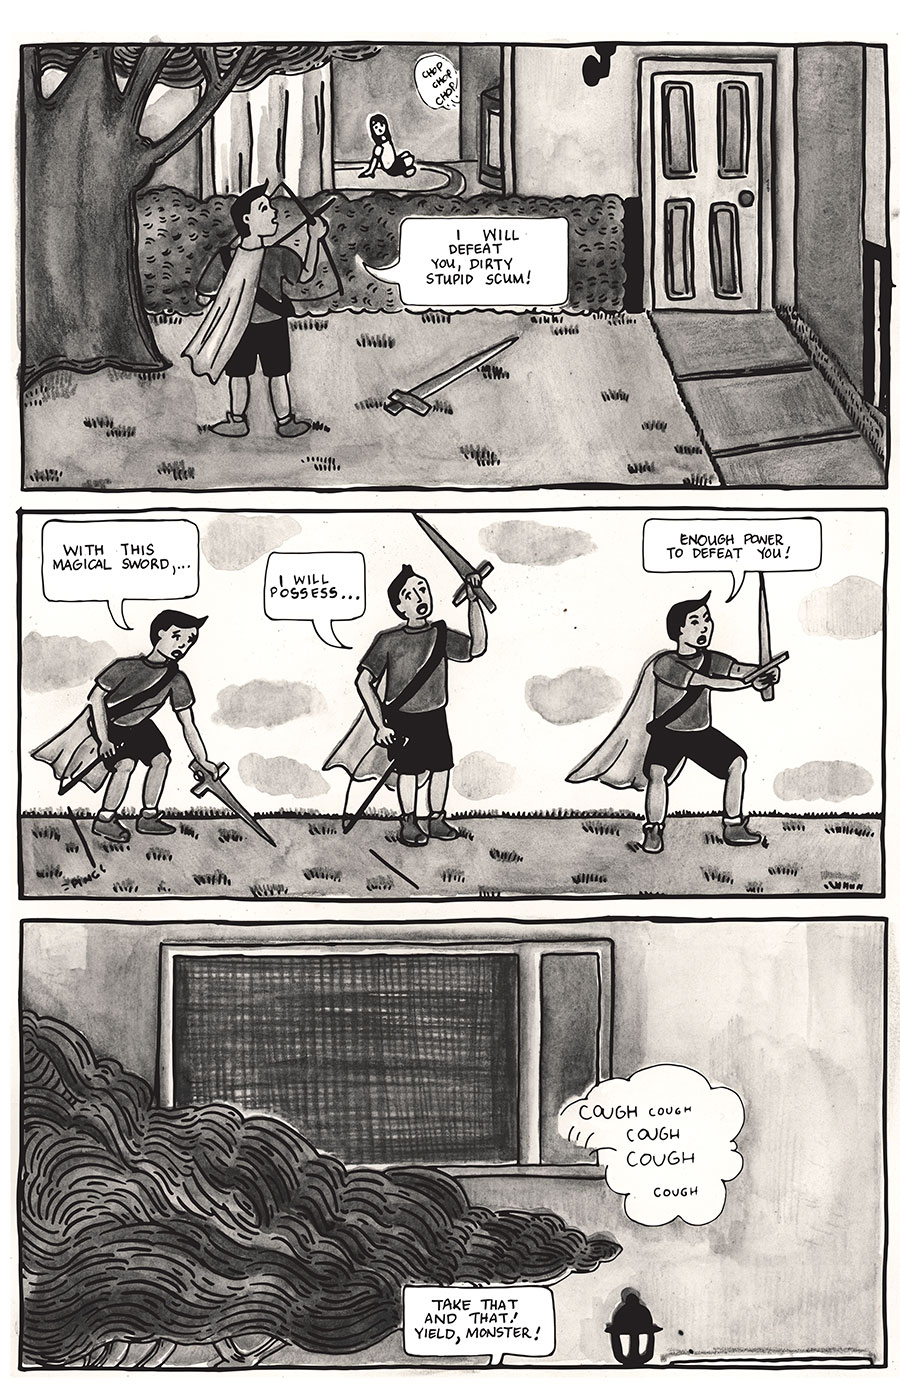 CHOP
CHOP
CHOP
I WILL
DEFEAT
YOU, DIRTY
STUPID SCUM!
WITH THIS
MAGICAL SWORD,...
I WILL
POSSESS...
ENOUGH POWER
TO DEFEAT YOU!
COUGH COUGH
COUGH
COUGH
COUGH
TAKE THAT
AND THAT!
YIELD, MONSTER!